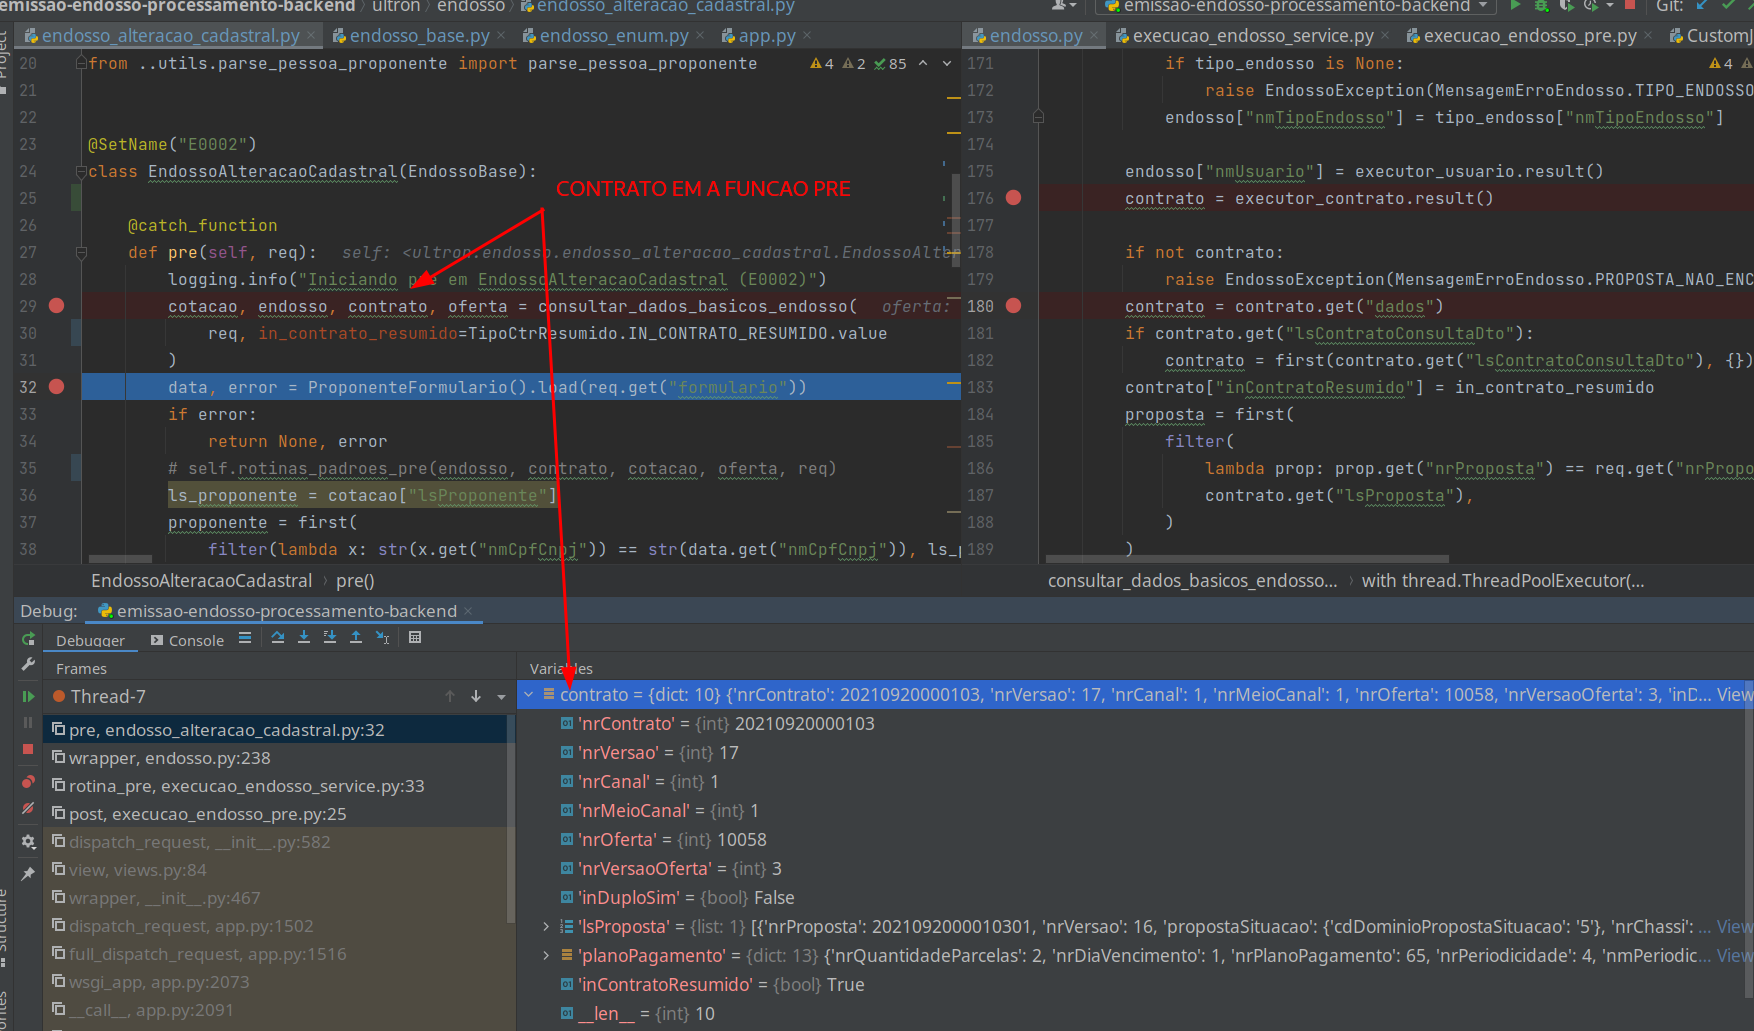 emissao-endosso-processamento-backend › ultron › endosso › endosso_alteracao_cadastral.py
emissao-endosso-processamento-backend
Git:
endosso_alteracao_cadastral.py × endosso_base.py × endosso_enum.py × app.py ×
20 from ..utils.parse_pessoa_proponente import parse_pessoa_proponente 4 2 85
21
22
23 @SetName("E0002")
24 class EndossoAlteracaoCadastral(EndossoBase):
25
CONTRATO EM A FUNCAO PRE
26 @catch_function
27 def pre(self, req): self: <ultron.endosso.endosso_alteracao_cadastral.EndossoAlter
28 logging.info("Iniciando pre em EndossoAlteracaoCadastral (E0002)")
29 cotacao, endosso, contrato, oferta = consultar_dados_basicos_endosso( oferta:
30 req, in_contrato_resumido=TipoCtrResumido.IN_CONTRATO_RESUMIDO.value
31 )
32 data, error = ProponenteFormulario().load(req.get("formulario"))
33 if error:
34 return None, error
35 # self.rotinas_padroes_pre(endosso, contrato, cotacao, oferta, req)
36 ls_proponente = cotacao["lsProponente"]
37 proponente = first(
38 filter(lambda x: str(x.get("nmCpfCnpj")) == str(data.get("nmCpfCnpj")), ls_p
EndossoAlteracaoCadastral › pre()
endosso.py × execucao_endosso_service.py × execucao_endosso_pre.py × CustomJ
171 if tipo_endosso is None: 4
172 raise EndossoException(MensagemErroEndosso.TIPO_ENDOSSO
173 endosso["nmTipoEndosso"] = tipo_endosso["nmTipoEndosso"]
174
175 endosso["nmUsuario"] = executor_usuario.result()
176 contrato = executor_contrato.result()
177
178 if not contrato:
179 raise EndossoException(MensagemErroEndosso.PROPOSTA_NAO_ENC
180 contrato = contrato.get("dados")
181 if contrato.get("lsContratoConsultaDto"):
182 contrato = first(contrato.get("lsContratoConsultaDto"), {})
183 contrato["inContratoResumido"] = in_contrato_resumido
184 proposta = first(
185 filter(
186 lambda prop: prop.get("nrProposta") == req.get("nrPropo
187 contrato.get("lsProposta"),
188 )
189 )
consultar_dados_basicos_endosso... › with thread.ThreadPoolExecutor(...
Debug: emissao-endosso-processamento-backend ×
Debugger Console
Frames
Thread-7
pre, endosso_alteracao_cadastral.py:32
wrapper, endosso.py:238
rotina_pre, execucao_endosso_service.py:33
post, execucao_endosso_pre.py:25
dispatch_request, __init__.py:582
view, views.py:84
wrapper, __init__.py:467
dispatch_request, app.py:1502
full_dispatch_request, app.py:1516
wsgi_app, app.py:2073
__call__, app.py:2091
Variables
contrato = {dict: 10} {'nrContrato': 20210920000103, 'nrVersao': 17, 'nrCanal': 1, 'nrMeioCanal': 1, 'nrOferta': 10058, 'nrVersaoOferta': 3, 'inD... View
'nrContrato' = {int} 20210920000103
'nrVersao' = {int} 17
'nrCanal' = {int} 1
'nrMeioCanal' = {int} 1
'nrOferta' = {int} 10058
'nrVersaoOferta' = {int} 3
'inDuploSim' = {bool} False
'lsProposta' = {list: 1} [{'nrProposta': 2021092000010301, 'nrVersao': 16, 'propostaSituacao': {'cdDominioPropostaSituacao': '5'}, 'nrChassi': ... View
'planoPagamento' = {dict: 13} {'nrQuantidadeParcelas': 2, 'nrDiaVencimento': 1, 'nrPlanoPagamento': 65, 'nrPeriodicidade': 4, 'nmPeriodic... View
'inContratoResumido' = {bool} True
__len__ = {int} 10